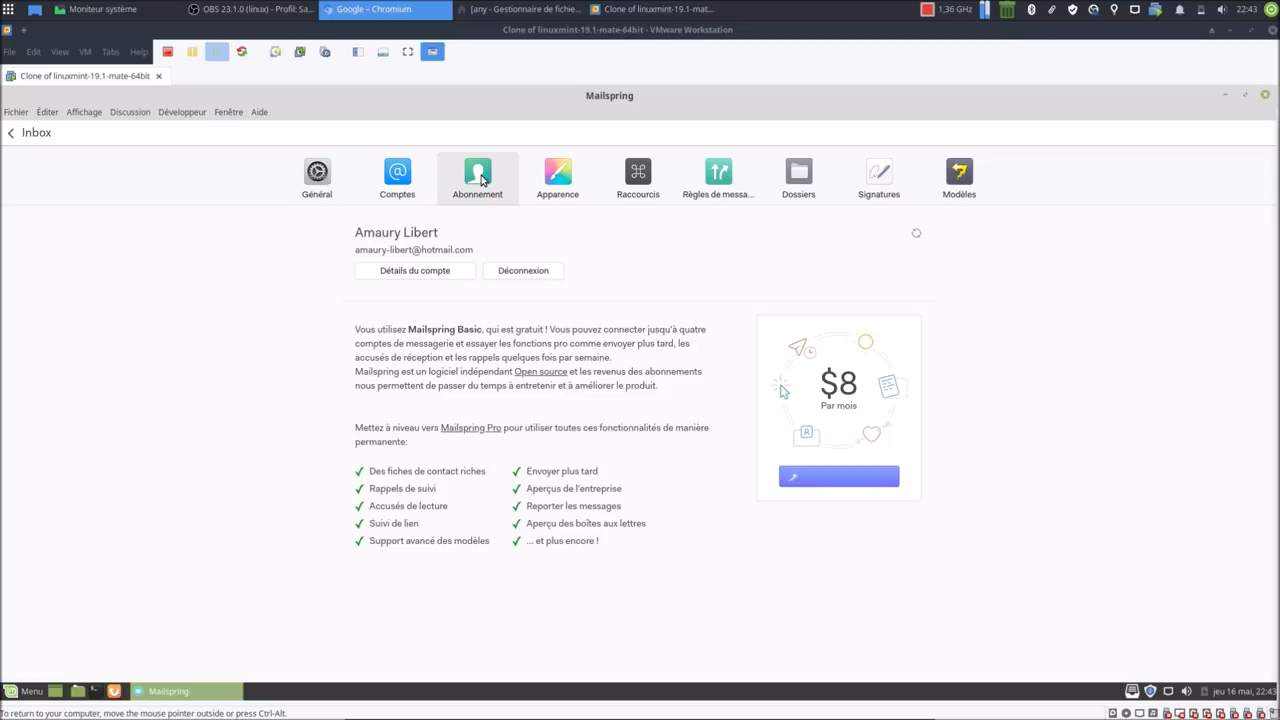 Moniteur système
OBS 23.1.0 (linux) - Profil: Sa...
Google – Chromium
[any - Gestionnaire de fichie...
Clone of linuxmint-19.1-mat...
1,36 GHz
22:43
Clone of linuxmint-19.1-mate-64bit - VMware Workstation
File Edit View VM Tabs Help
Clone of linuxmint-19.1-mate-64bit
Mailspring
Fichier Éditer Affichage Discussion Développeur Fenêtre Aide
Inbox
Général Comptes Abonnement Apparence Raccourcis Règles de messa... Dossiers Signatures Modèles
Amaury Libert
amaury-libert@hotmail.com
Détails du compte Déconnexion
Vous utilisez Mailspring Basic, qui est gratuit ! Vous pouvez connecter jusqu'à quatre
comptes de messagerie et essayer les fonctions pro comme envoyer plus tard, les
accusés de réception et les rappels quelques fois par semaine.
Mailspring est un logiciel indépendant Open source et les revenus des abonnements
nous permettent de passer du temps à entretenir et à améliorer le produit.
$8
Par mois
Mettez à niveau vers Mailspring Pro pour utiliser toutes ces fonctionnalités de manière
permanente:
Des fiches de contact riches
Rappels de suivi
Accusés de lecture
Suivi de lien
Support avancé des modèles
Envoyer plus tard
Aperçus de l'entreprise
Reporter les messages
Aperçu des boîtes aux lettres
... et plus encore !
Menu
Mailspring
jeu 16 mai, 22:43
To return to your computer, move the mouse pointer outside or press Ctrl-Alt.